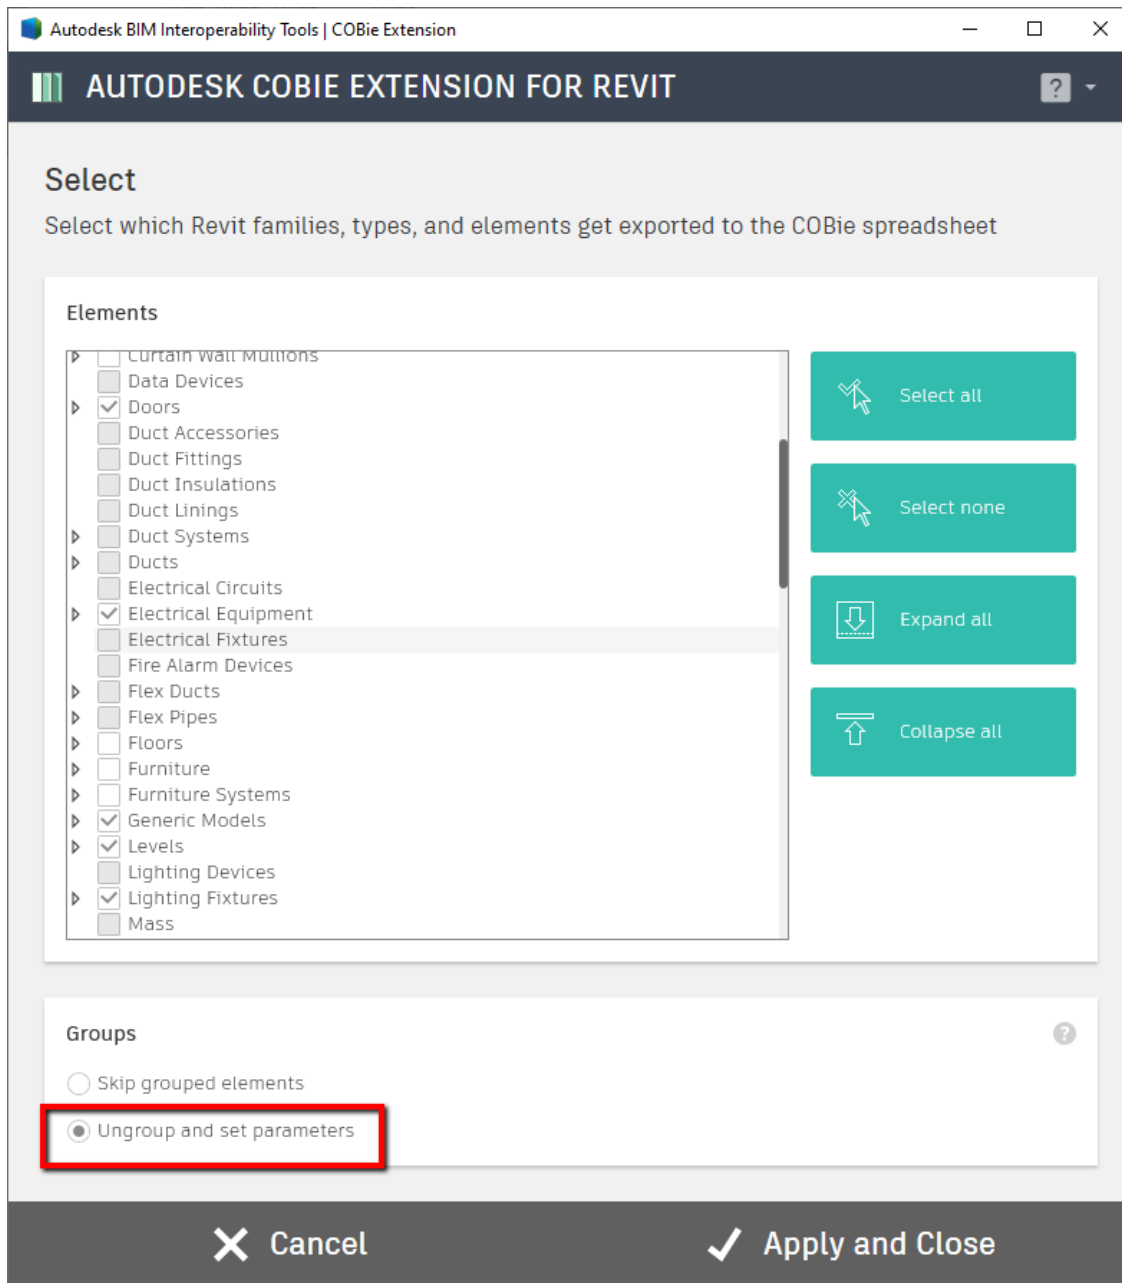 Autodesk BIM Interoperability Tools | COBie Extension
AUTODESK COBIE EXTENSION FOR REVIT
?
Select
Select which Revit families, types, and elements get exported to the COBie spreadsheet
Elements
Curtain Wall Mullions
Data Devices
Doors
Duct Accessories
Duct Fittings
Duct Insulations
Duct Linings
Duct Systems
Ducts
Electrical Circuits
Electrical Equipment
Electrical Fixtures
Fire Alarm Devices
Flex Ducts
Flex Pipes
Floors
Furniture
Furniture Systems
Generic Models
Levels
Lighting Devices
Lighting Fixtures
Mass
Select all
Select none
Expand all
Collapse all
Groups
?
Skip grouped elements
Ungroup and set parameters
Cancel
Apply and Close